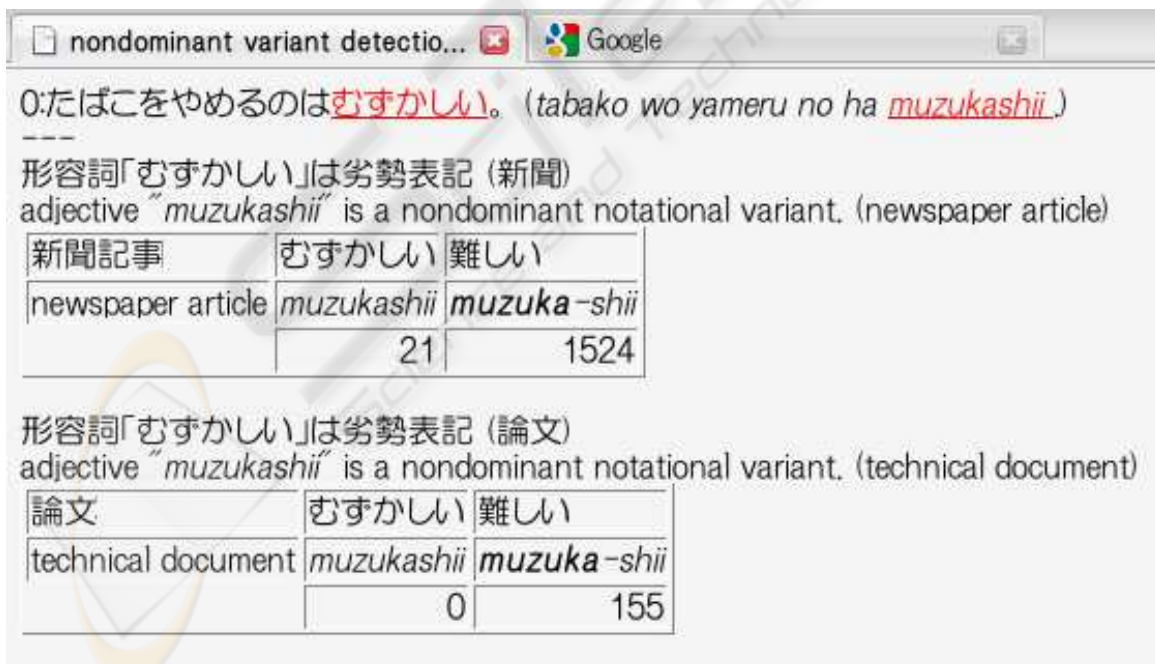 nondominant variant detectio... Google
0:たばこをやめるのはむずかしい。 (tabako wo yameru no ha muzukashii .)
---
形容詞「むずかしい」は劣勢表記 (新聞)
adjective "muzukashii" is a nondominant notational variant. (newspaper article)
新聞記事 むずかしい 難しい
newspaper article muzukashii muzuka-shii
21 1524
形容詞「むずかしい」は劣勢表記 (論文)
adjective "muzukashii" is a nondominant notational variant. (technical document)
論文 むずかしい 難しい
technical document muzukashii muzuka-shii
0 155